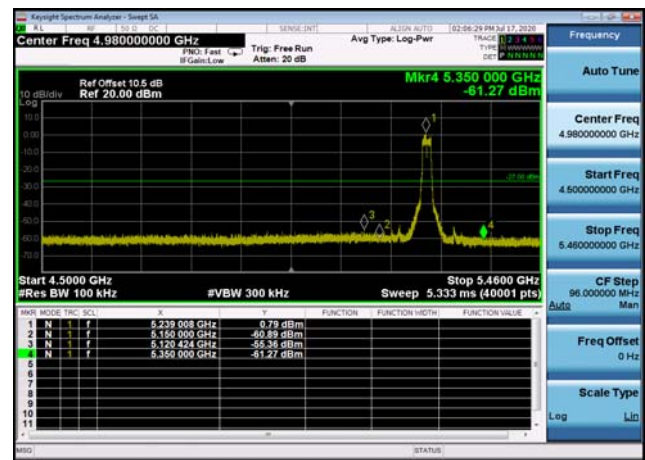 Keysight Spectrum Analyzer - Swept SA
RL RF 50 Ω DC SENSE:INT ALIGN AUTO 02:06:29 PM Jul 17, 2020
Center Freq 4.980000000 GHz Avg Type: Log-Pwr TRACE 1 2 3 4 5 6
PNO: Fast Trig: Free Run TYPE
IFGain:Low Atten: 20 dB DET P N N N N N
Ref Offset 10.5 dB Mkr4 5.350 000 GHz
10 dB/div Ref 20.00 dBm -61.27 dBm
Log
10.0
0.00
-10.0
-20.0
-27.00 dBm
-30.0
-40.0
-50.0
-60.0
-70.0
1
3
2
4
Start 4.5000 GHz Stop 5.4600 GHz
#Res BW 100 kHz #VBW 300 kHz Sweep 5.333 ms (40001 pts)
MKR MODE TRC SCL X Y FUNCTION FUNCTION WIDTH FUNCTION VALUE
1 N 1 f 5.239 008 GHz 0.79 dBm
2 N 1 f 5.150 000 GHz -60.89 dBm
3 N 1 f 5.120 424 GHz -55.36 dBm
4 N 1 f 5.350 000 GHz -61.27 dBm
5
6
7
8
9
10
11
MSG STATUS
Frequency
Auto Tune
Center Freq
4.980000000 GHz
Start Freq
4.500000000 GHz
Stop Freq
5.460000000 GHz
CF Step
96.000000 MHz
Auto Man
Freq Offset
0 Hz
Scale Type
Log Lin